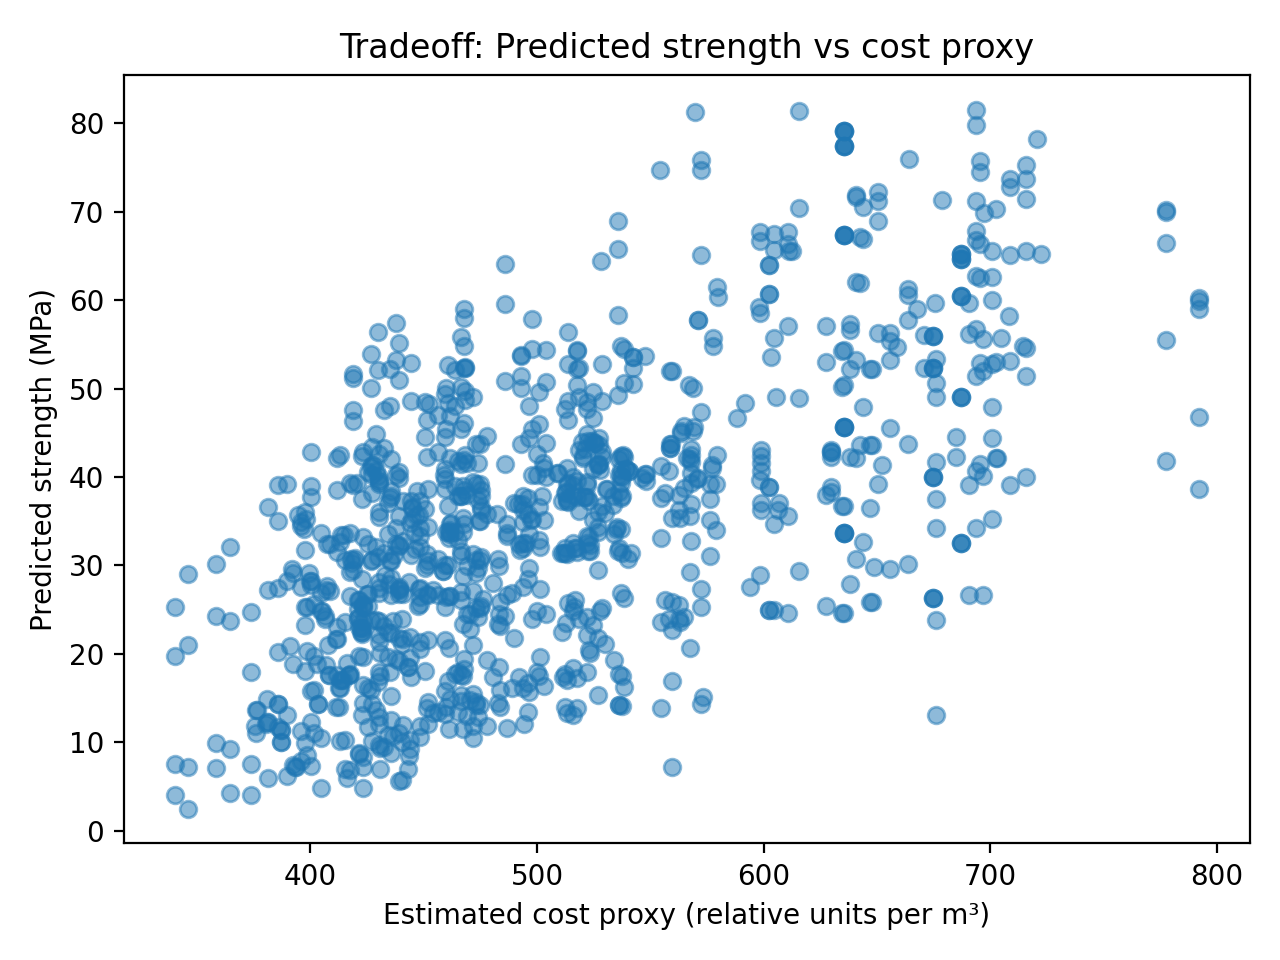 Tradeoff: Predicted strength vs cost proxy
Predicted strength (MPa)
80
70
60
50
40
30
20
10
0
400 500 600 700 800
Estimated cost proxy (relative units per m³)